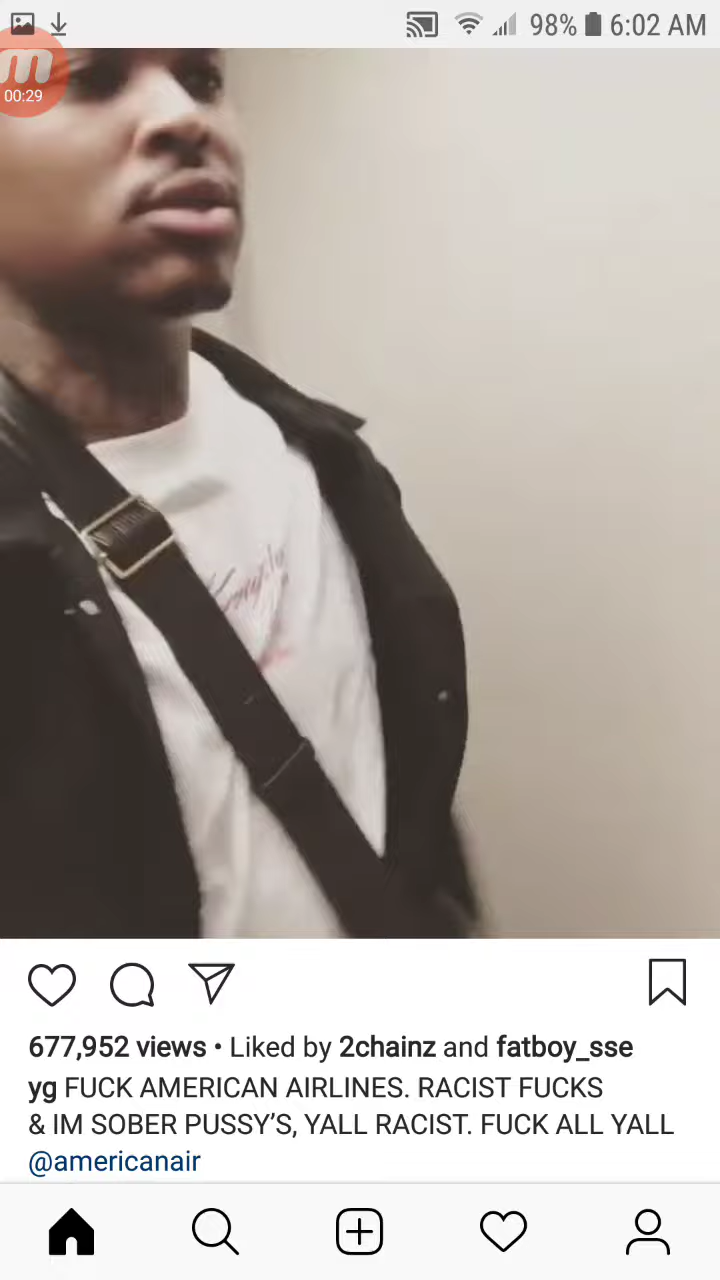 98% 6:02 AM
m
00:29
677,952 views • Liked by 2chainz and fatboy_sse
yg FUCK AMERICAN AIRLINES. RACIST FUCKS
& IM SOBER PUSSY'S, YALL RACIST. FUCK ALL YALL
@americanair